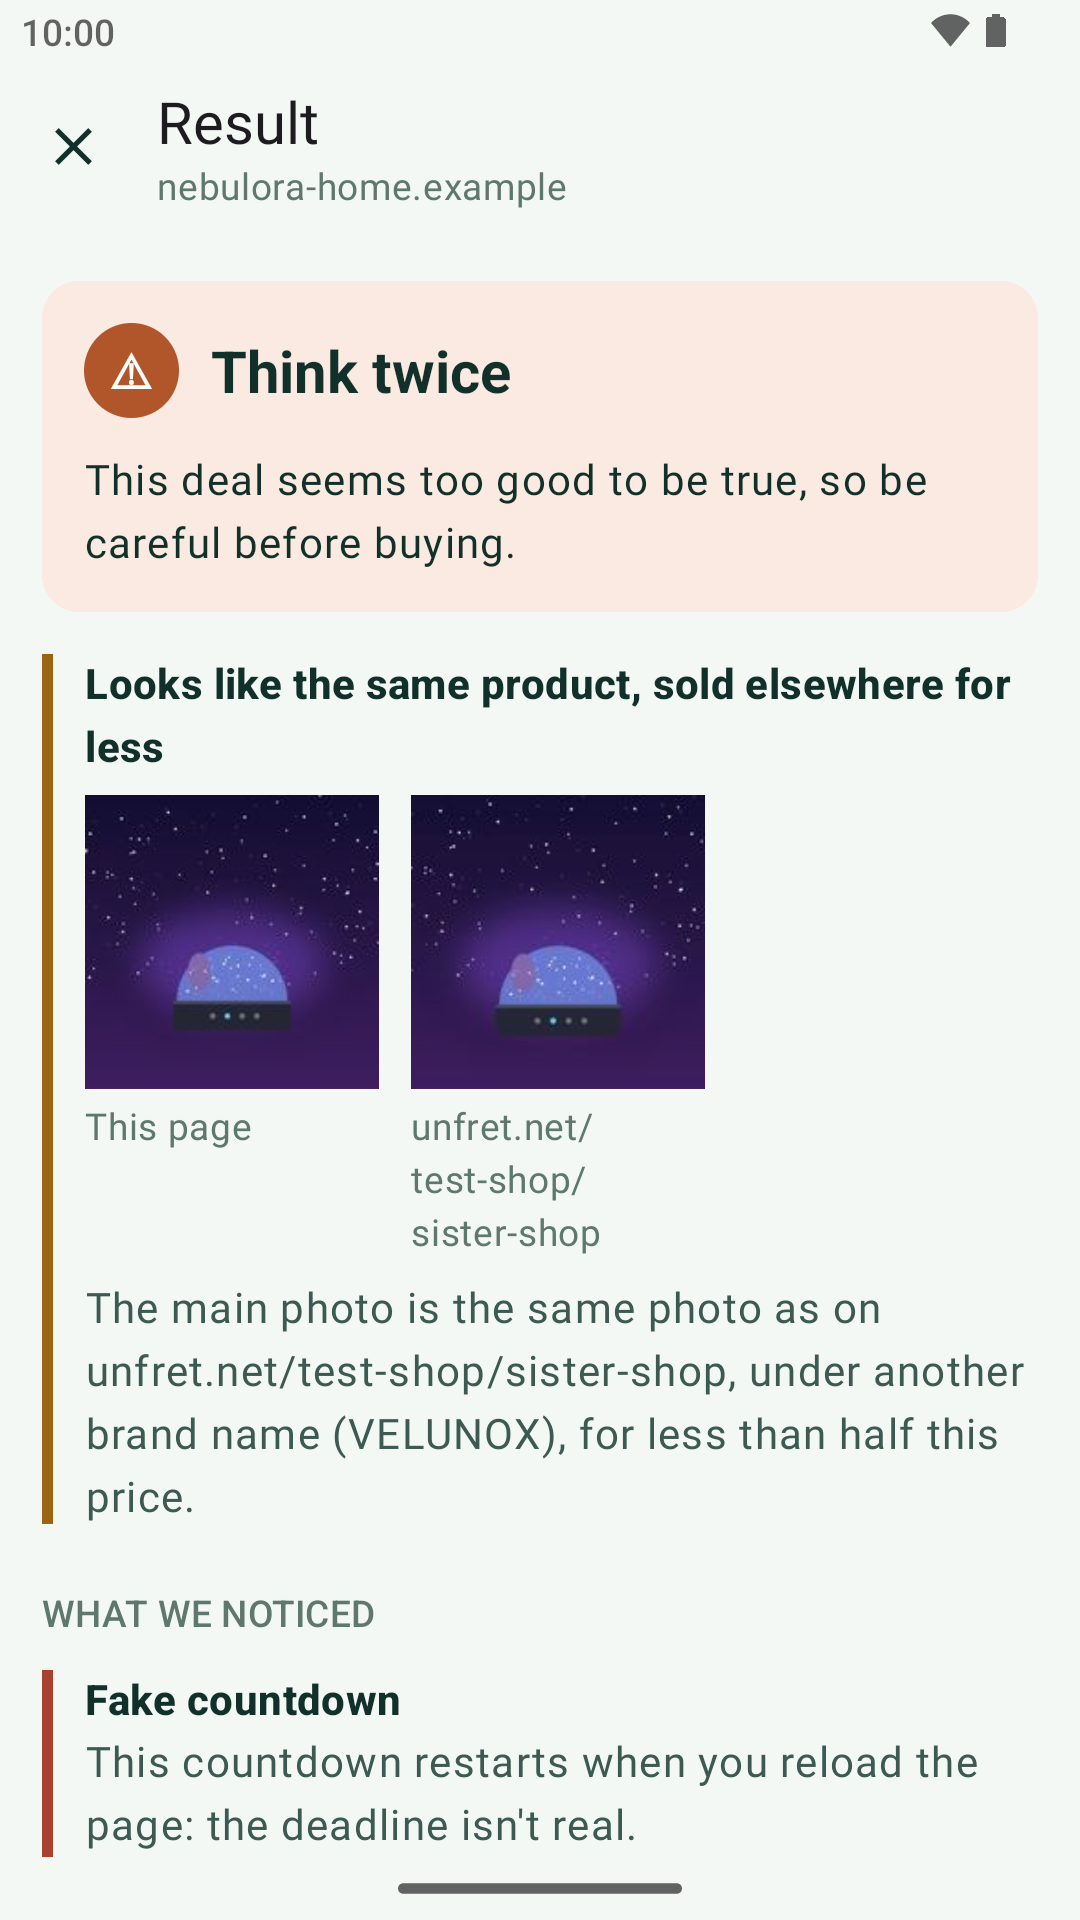 10:00
Result
nebulora-home.example
Think twice
This deal seems too good to be true, so be
careful before buying.
Looks like the same product, sold elsewhere for
less
This page
unfret.net/
test-shop/
sister-shop
The main photo is the same photo as on
unfret.net/test-shop/sister-shop, under another
brand name (VELUNOX), for less than half this
price.
WHAT WE NOTICED
Fake countdown
This countdown restarts when you reload the
page: the deadline isn't real.